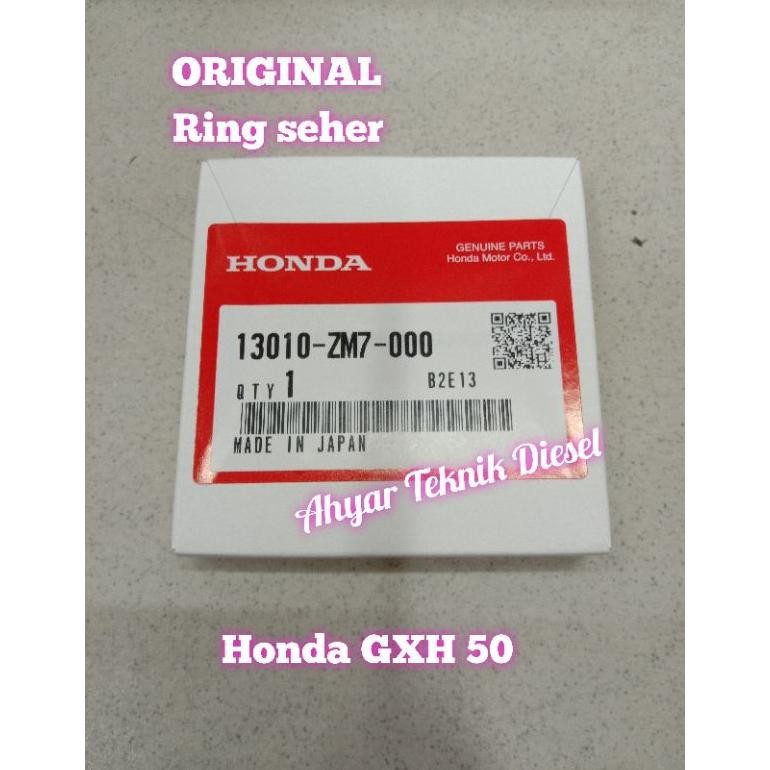 ORIGINAL
Ring seher
HONDA
GENUINE PARTS
Honda Motor Co., Ltd.
13010-ZM7-000
QTY 1
B2E13
MADE IN JAPAN
Ahyar Teknik Diesel
Honda GXH 50